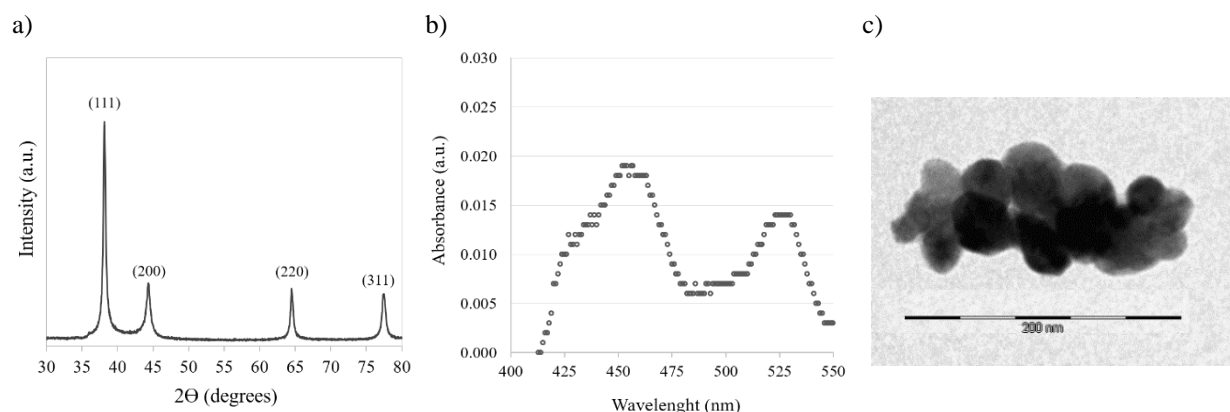 a)
Intensity (a.u.)
(111)
(200)
(220)
(311)
30 35 40 45 50 55 60 65 70 75 80
2Θ (degrees)
b)
Absorbance (a.u.)
0.030
0.025
0.020
0.015
0.010
0.005
0.000
400 425 450 475 500 525 550
Wavelenght (nm)
c)
200 nm